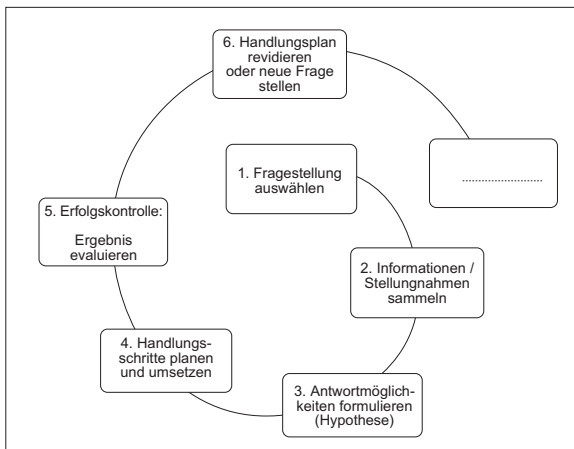 1. Fragestellung
auswählen
2. Informationen /
Stellungnahmen
sammeln
3. Antwortmöglich-
keiten formulieren
(Hypothese)
4. Handlungs-
schritte planen
und umsetzen
5. Erfolgskontrolle:
Ergebnis
evaluieren
6. Handlungsplan
revidieren
oder neue Frage
stellen
..............................